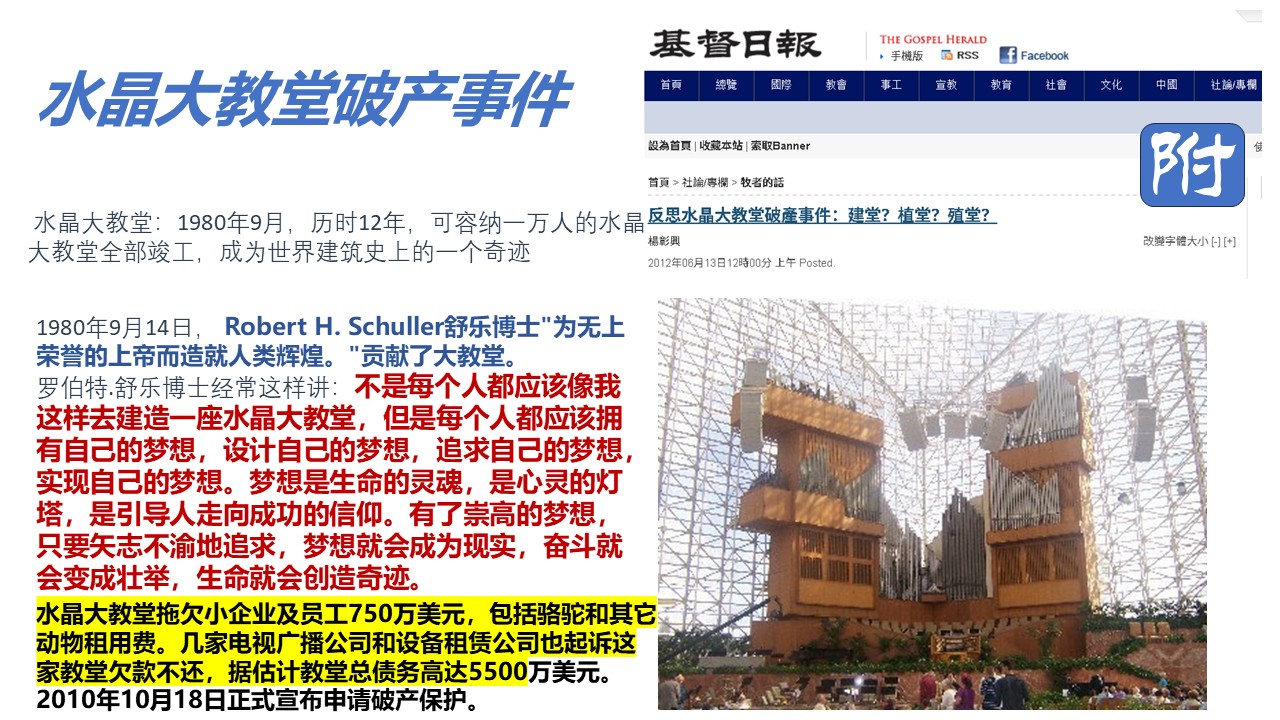 水晶大教堂破产事件
水晶大教堂：1980年9月，历时12年，可容纳一万人的水晶
大教堂全部竣工，成为世界建筑史上的一个奇迹
1980年9月14日， Robert H. Schuller舒乐博士"为无上
荣誉的上帝而造就人类辉煌。"贡献了大教堂。
罗伯特.舒乐博士经常这样讲：不是每个人都应该像我
这样去建造一座水晶大教堂，但是每个人都应该拥
有自己的梦想，设计自己的梦想，追求自己的梦想，
实现自己的梦想。梦想是生命的灵魂，是心灵的灯
塔，是引导人走向成功的信仰。有了崇高的梦想，
只要矢志不渝地追求，梦想就会成为现实，奋斗就
会变成壮举，生命就会创造奇迹。
水晶大教堂拖欠小企业及员工750万美元，包括骆驼和其它
动物租用费。几家电视广播公司和设备租赁公司也起诉这
家教堂欠款不还，据估计教堂总债务高达5500万美元。
2010年10月18日正式宣布申请破产保护。
基督日報
THE GOSPEL HERALD
手機版 RSS Facebook
首頁 總覽 國際 教會 事工 宣教 教育 社會 文化 中國 社論/專欄
設為首頁 | 收藏本站 | 索取Banner
使
附
首頁 > 社論/專欄 > 牧者的話
反思水晶大教堂破產事件：建堂？植堂？殖堂？
楊彰興
改變字體大小 [-] [+]
2012年06月13日12時00分 上午 Posted.